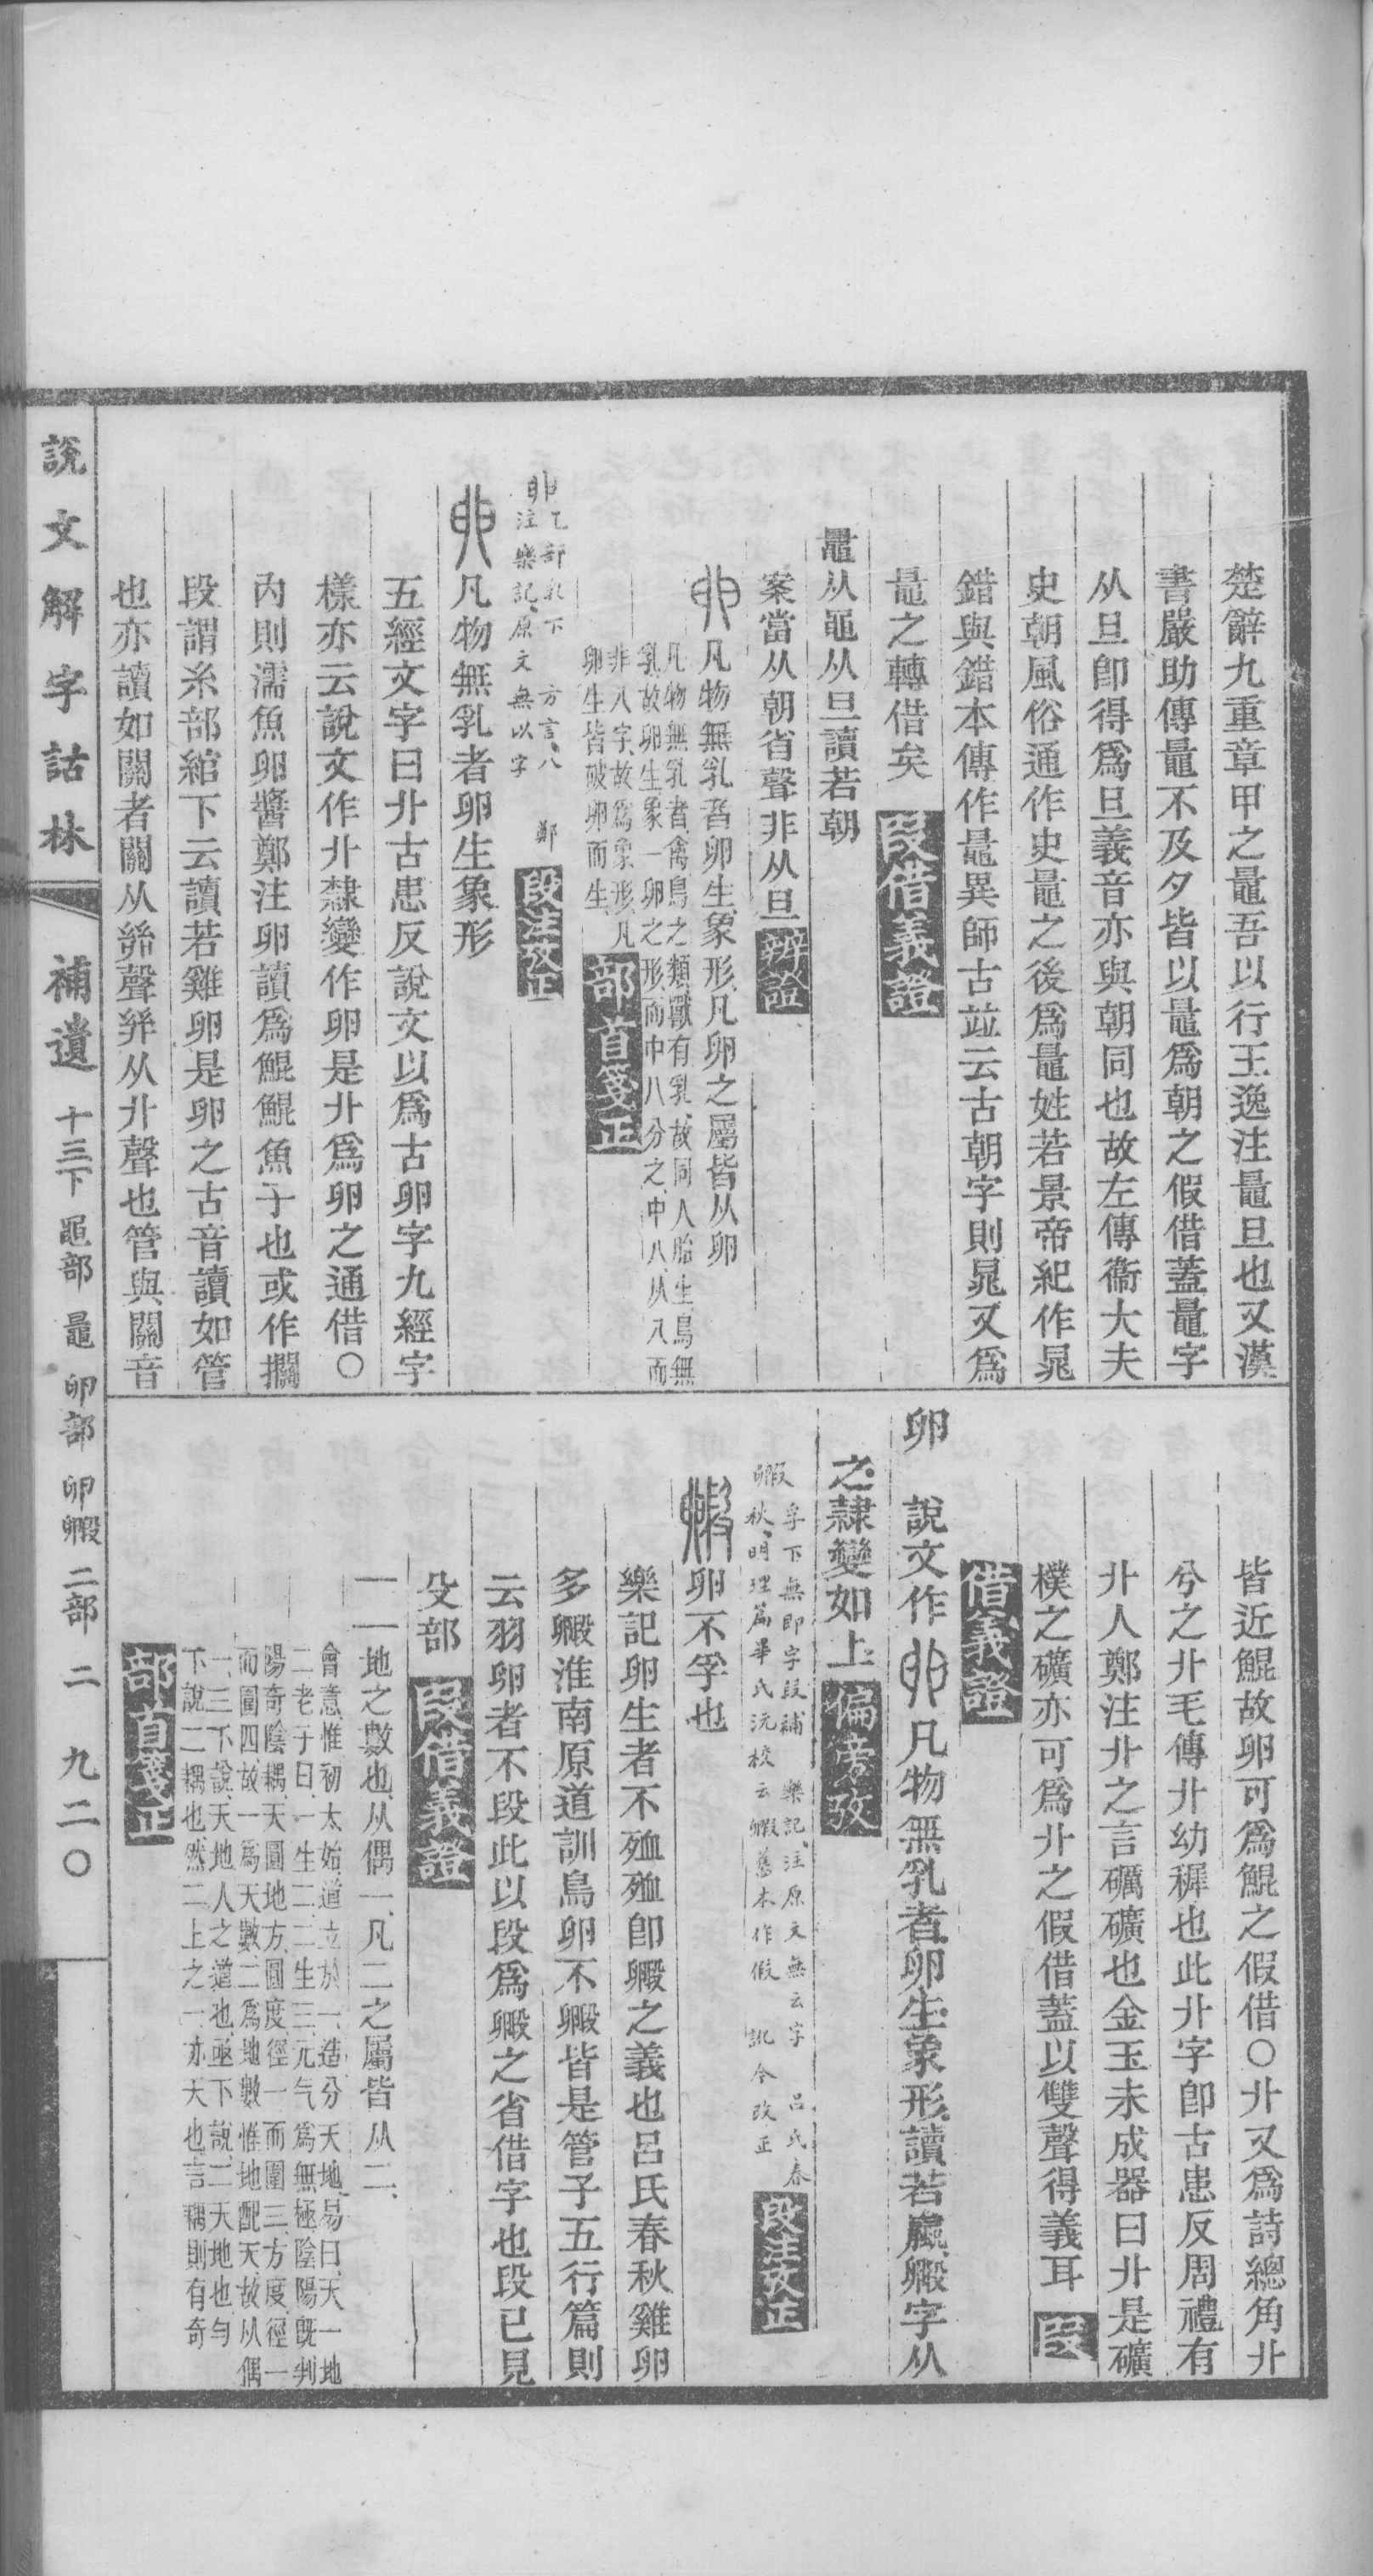 楚辭九重章甲之鼂吾以行王逸注鼂旦也又漢
書嚴助傳鼂不及夕皆以鼂爲朝之假借蓋鼂字
从旦卽得爲旦義音亦與朝同也故左傳衞大夫
史朝風俗通作史鼂之後爲鼂姓若景帝紀作晁
錯與錯本傳作鼂異師古竝云古朝字則晁又爲
鼂之轉借矣 段借義證
鼂从黽从旦讀若朝
案當从朝省聲非从旦 辨證
凡物無乳者卵生、象形、凡卵之屬皆从卵
凡物無乳者、禽鳥之類、獸有乳、故同人胎生、鳥無
乳、故卵生、象一卵之形、而中八分之、中八、从八而
非八字、故爲象形、凡
卵生、皆破卵而生、 部首箋正
乙部乳下 方言、八 鄭
注樂記、原文無以字 段注攷正
凡物無乳者卵生象形
五經文字曰卝古患反說文以爲古卵字九經字
樣亦云說文作卝隸變作卵是卝爲卵之通借○
內則濡魚卵醬鄭注卵讀爲鯤鯤魚子也或作攔
段謂糸部綰下云讀若雞卵是卵之古音讀如管
也亦讀如關者關从𢇇聲𢇇从卝聲也管與關音
皆近鯤故卵可爲鯤之假借○卝又爲詩總角卝
兮之卝毛傳卝幼穉也此卝字卽古患反周禮有
卝人鄭注卝之言礦礦也金玉未成器曰卝是礦
樸之礦亦可爲卝之假借蓋以雙聲得義耳 段
借義證
卵 說文作 凡物無乳者、卵生、象形、讀若 毈字从
之、隸變如上、 偏旁攷
孚下無卽字段補 樂記、注原文無云字 呂氏春
秋、明理篇畢氏沅校云 舊本作假 訛今改正 段注攷正
卵不孚也
樂記卵生者不殈殈卽毈之義也呂氏春秋雞卵
多毈淮南原道訓鳥卵不毈皆是管子五行篇則
云羽卵者不段此以段爲毈之省借字也段已見
殳部 段借義證
二 地之數也、从偶一、凡二之屬皆从二、
會意、惟初太始、道立於一、造分天地、易曰、天一地
二、老子曰、一生二、二生三、元气爲無極、陰陽旣判
陽奇陰耦、天圓地方、圓度、徑一而圍三、方度、徑一
而圍四、故一爲天數、二爲地數、惟地配天、故从偶
一、三下說、天地人之道也、亟下說、二天地也、勻
下說二耦也、然二、上之一、亦天也、言耦則有奇
部首箋正
說文解字詁林 補遺 十三下 黽部 鼂 卵部 卵毈 二部 二 九二〇